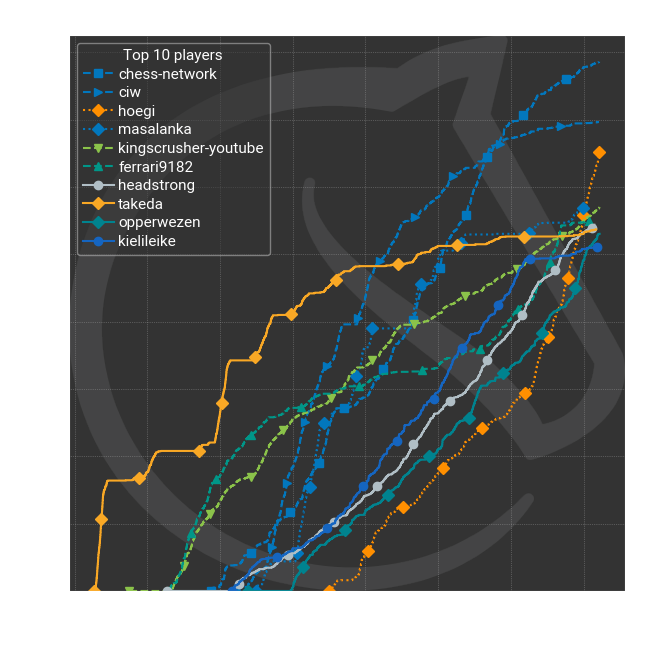 Top 10 players
chess-network
ciw
hoegi
masalanka
kingscrusher-youtube
ferrari9182
headstrong
takeda
opperwezen
kielileike